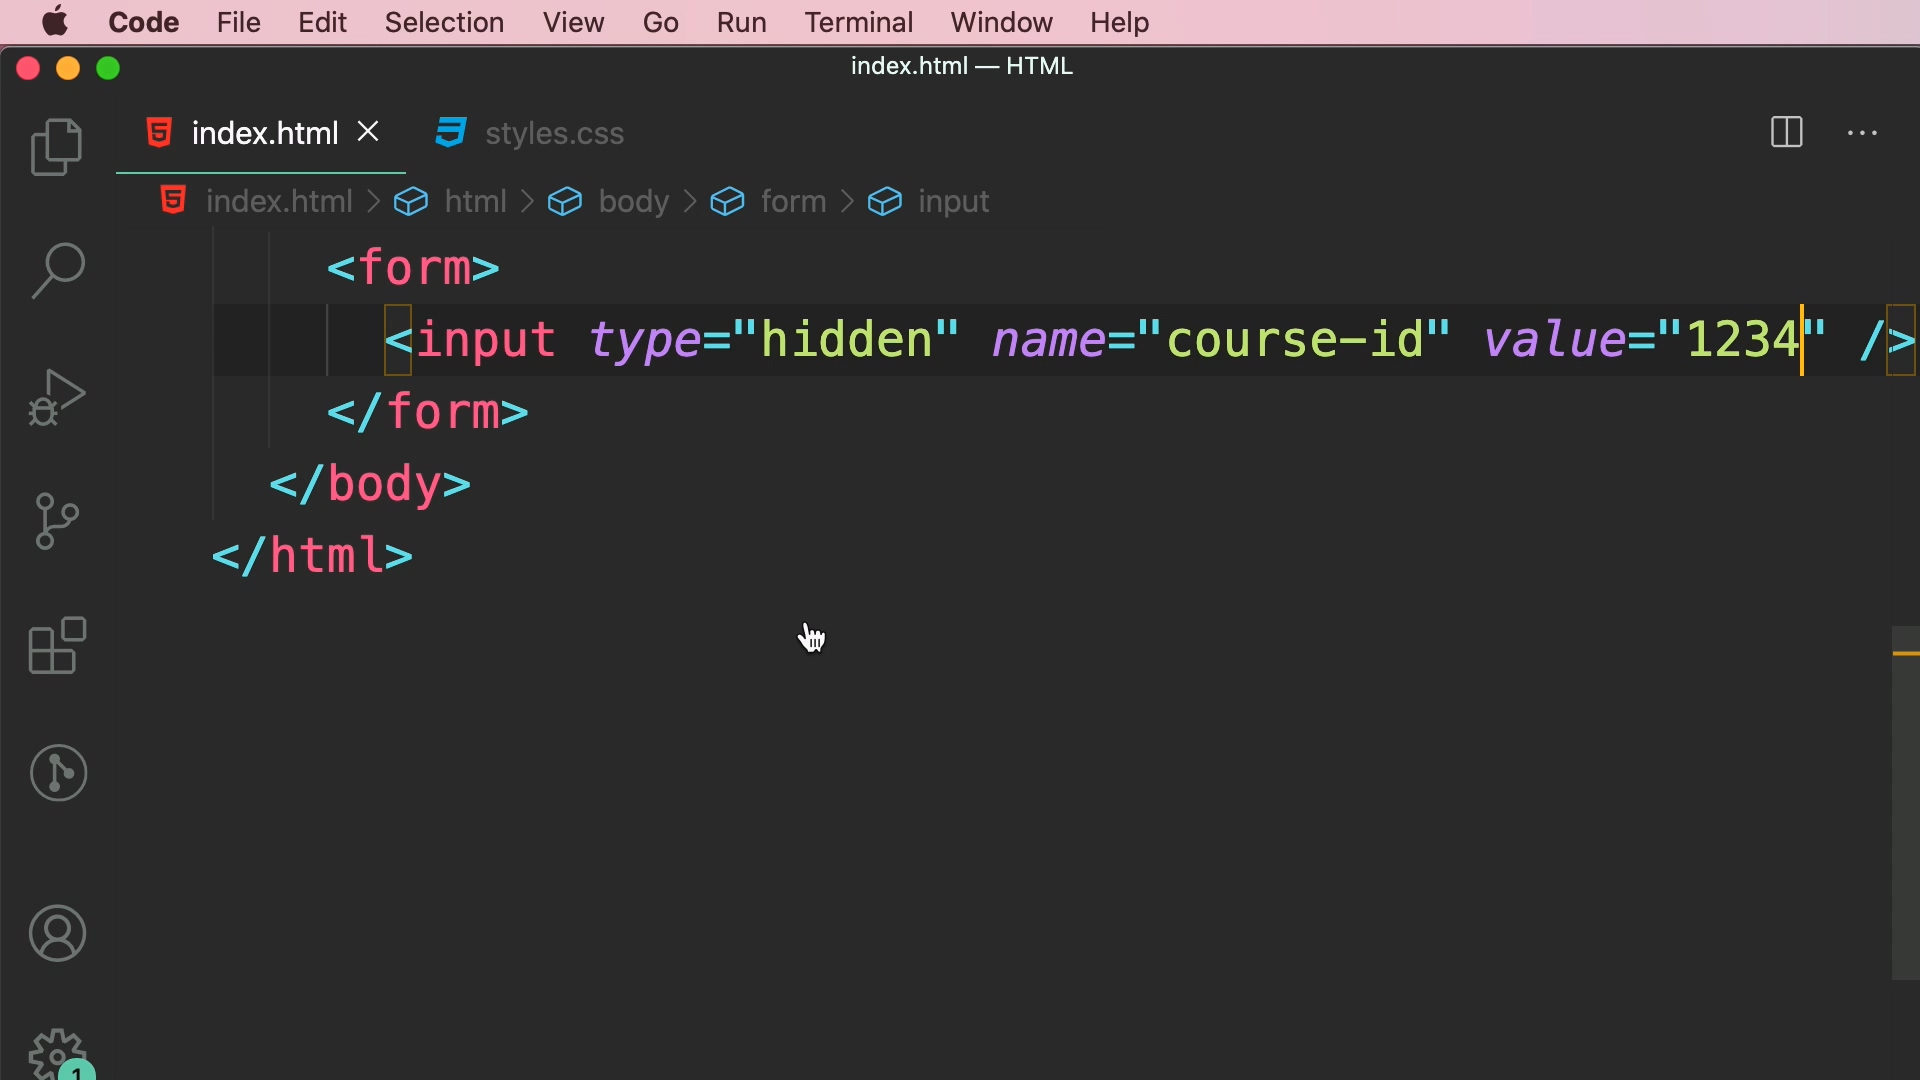 Code File Edit Selection View Go Run Terminal Window Help
index.html — HTML
index.html styles.css
index.html > html > body > form > input
<form>
<input type="hidden" name="course-id" value="1234" />
</form>
</body>
</html>
1